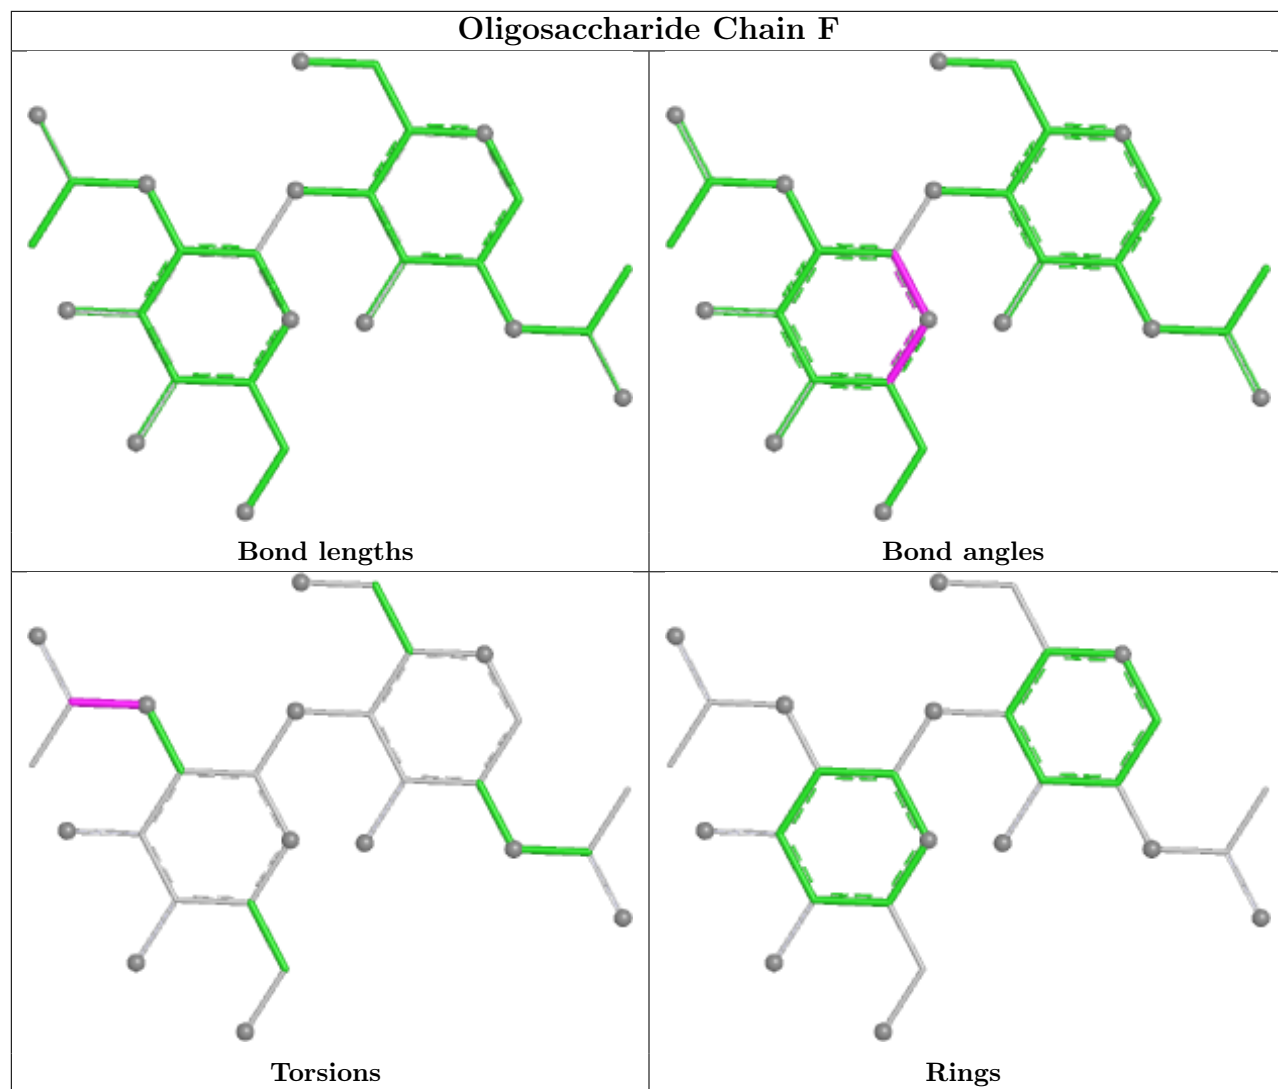 Oligosaccharide Chain F
Bond lengths
Bond angles
Torsions
Rings